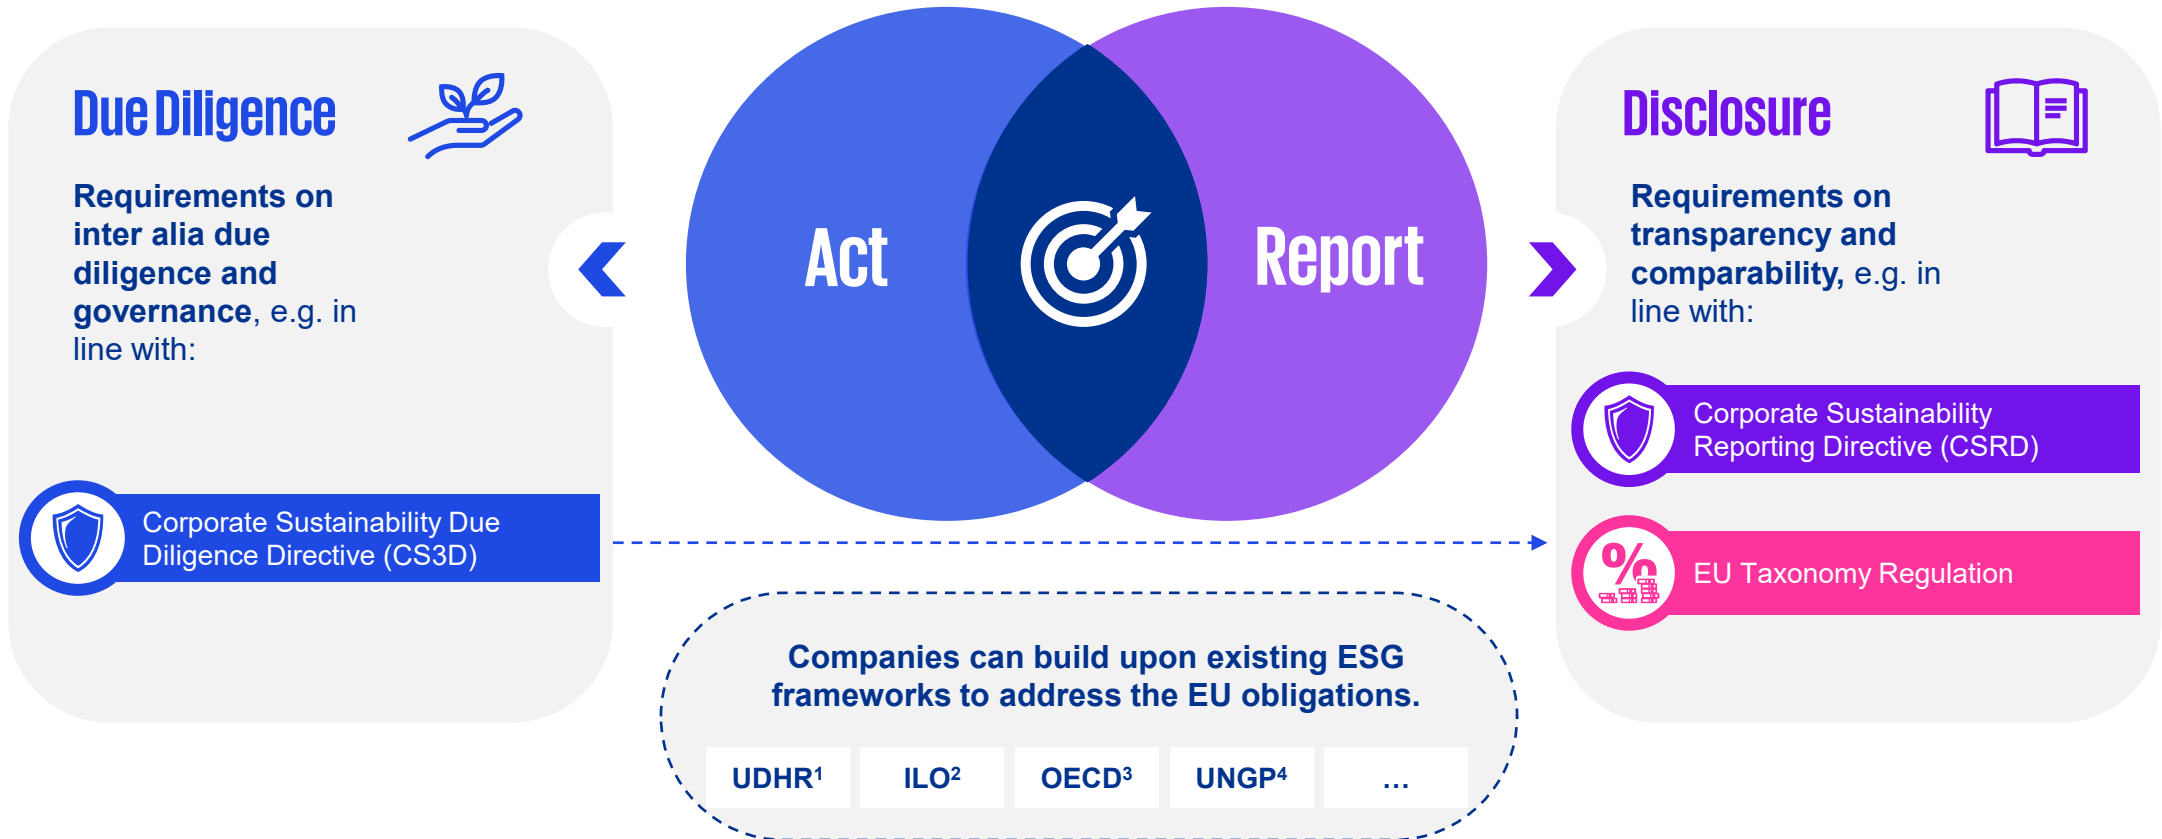 Due Diligence
Requirements on
inter alia due
diligence and
governance, e.g. in
line with:
Corporate Sustainability Due
Diligence Directive (CS3D)
Act
Report
Disclosure
Requirements on
transparency and
comparability, e.g. in
line with:
Corporate Sustainability
Reporting Directive (CSRD)
%
EU Taxonomy Regulation
Companies can build upon existing ESG
frameworks to address the EU obligations.
UDHR¹
ILO²
OECD³
UNGP⁴
...